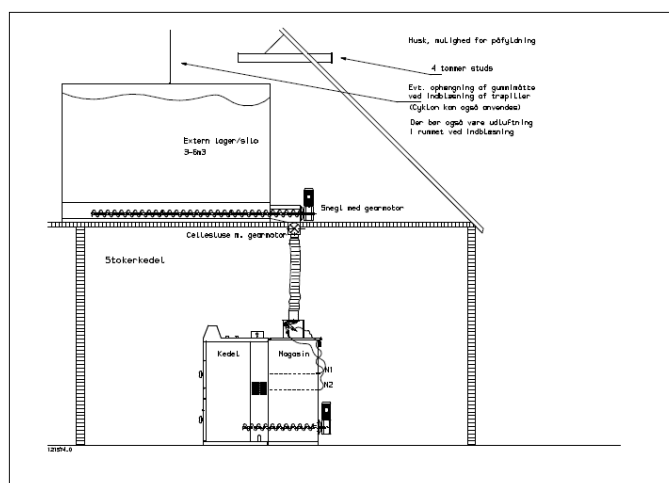 Husk, mulighed for påfyldning
4 tommer studs
Evt. ophængning af gummimåtte
ved indblæsning af træpiller
(Cyklon kan også anvendes)
Der bør også være udluftning
i rummet ved indblæsning
Extern lager/silo
3-6m3
Snegl med gearmotor
Cellesluse m. gearmotor
Stokerkedel
Kedel
Magasin
N1
N2